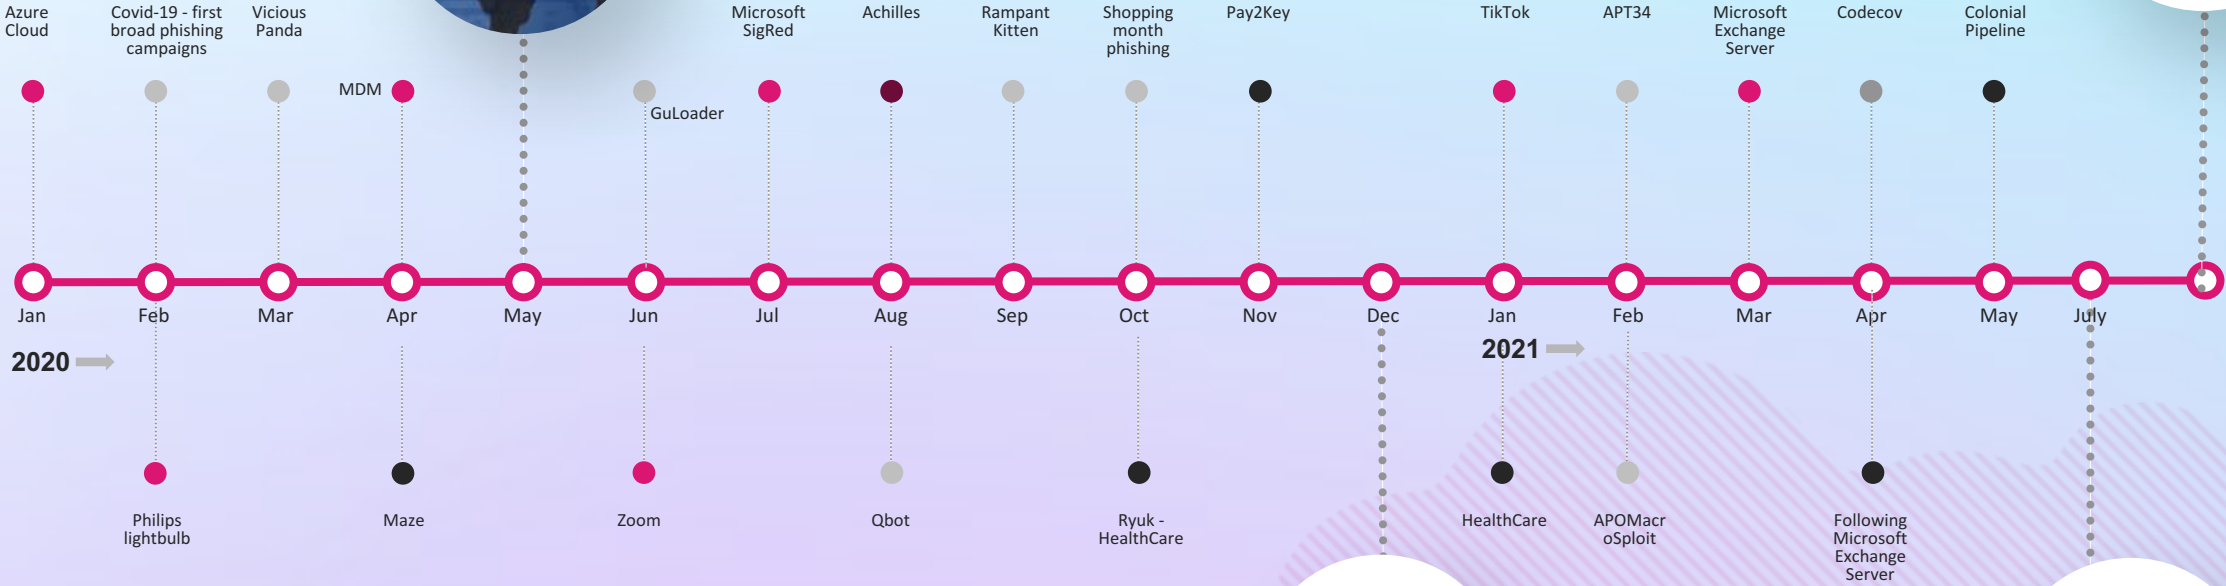 Azure
Cloud
Covid-19 - first
broad phishing
campaigns
Vicious
Panda
Microsoft
SigRed
Achilles
Rampant
Kitten
Shopping
month
phishing
Pay2Key
TikTok
APT34
Microsoft
Exchange
Server
Codecov
Colonial
Pipeline
MDM
GuLoader
Jan
Feb
Mar
Apr
May
Jun
Jul
Aug
Sep
Oct
Nov
Dec
Jan
Feb
Mar
Apr
May
July
2020
2021
Philips
lightbulb
Maze
Zoom
Qbot
Ryuk -
HealthCare
HealthCare
APOMacr
oSploit
Following
Microsoft
Exchange
Server